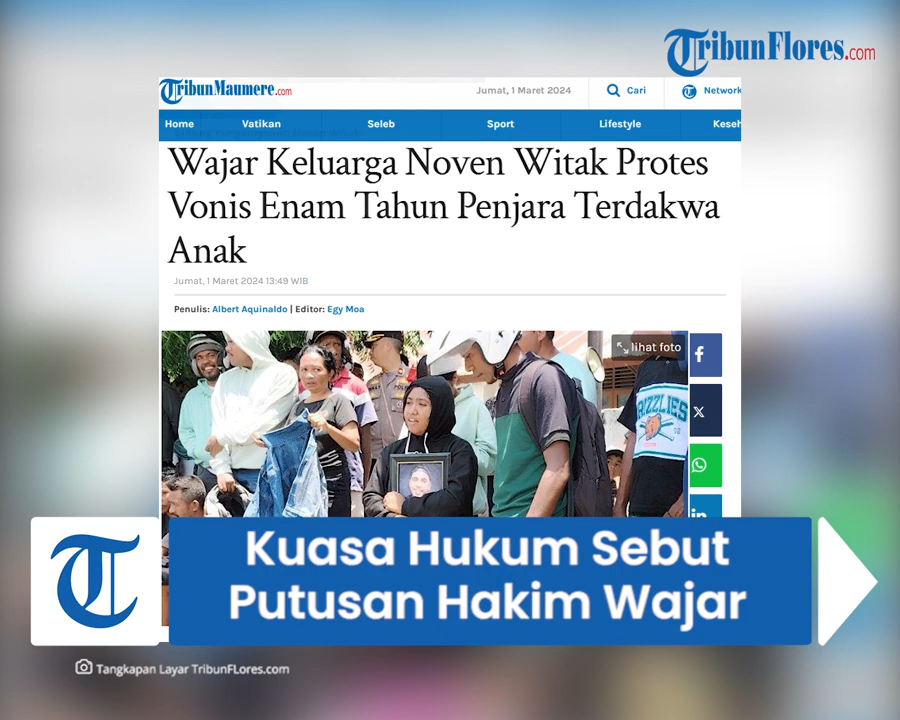 TribunFlores.com
TribunMaumere.com
Jumat, 1 Maret 2024
Cari
Network
Home
Vatikan
Seleb
Sport
Lifestyle
Keseh
Wajar Keluarga Noven Witak Protes
Vonis Enam Tahun Penjara Terdakwa
Anak
Jumat, 1 Maret 2024 13:49 WIB
Penulis: Albert Aquinaldo | Editor: Egy Moa
lihat foto
GRIZZLIES
Kuasa Hukum Sebut
Putusan Hakim Wajar
Tangkapan Layar TribunFLores.com